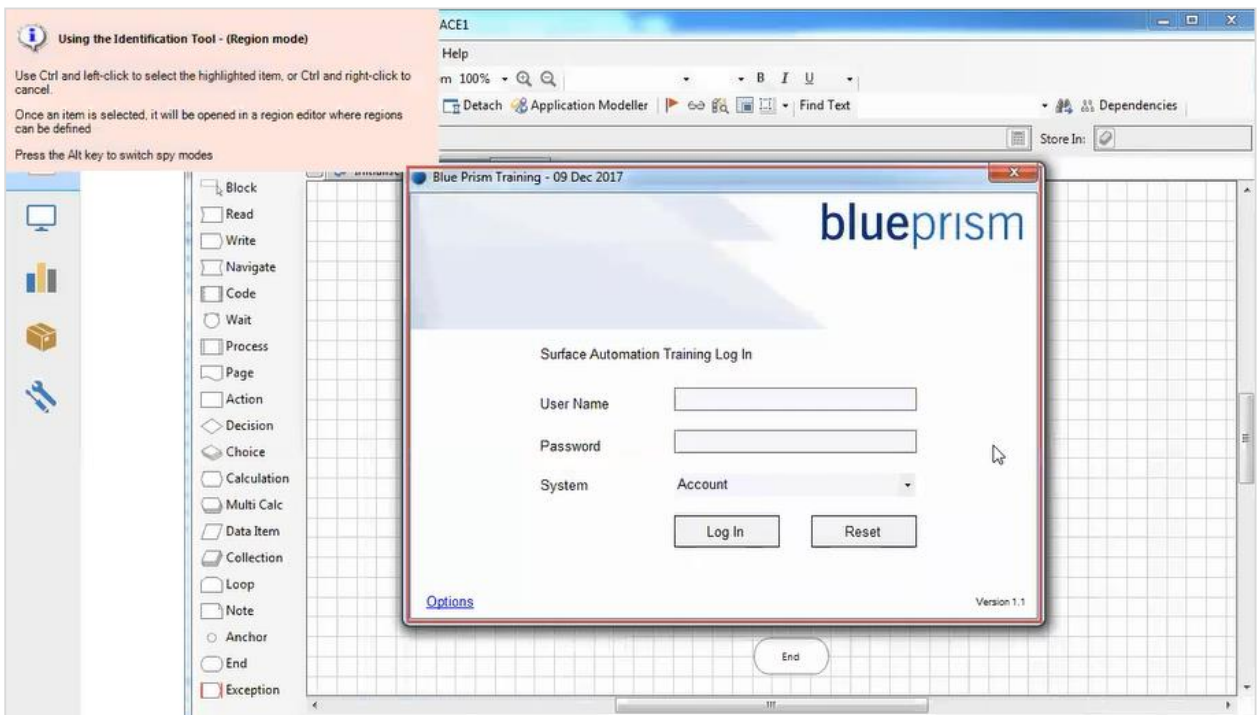 Using the Identification Tool - (Region mode)
Use Ctrl and left-click to select the highlighted item, or Ctrl and right-click to
cancel.
Once an item is selected, it will be opened in a region editor where regions
can be defined
Press the Alt key to switch spy modes
ACE1
Help
m 100%
B I U
Detach Application Modeller Find Text Dependencies
Store In:
Block
Read
Write
Navigate
Code
Wait
Process
Page
Action
Decision
Choice
Calculation
Multi Calc
Data Item
Collection
Loop
Note
Anchor
End
Exception
Blue Prism Training - 09 Dec 2017
blueprism
Surface Automation Training Log In
User Name
Password
System Account
Log In Reset
Options Version 1.1
End